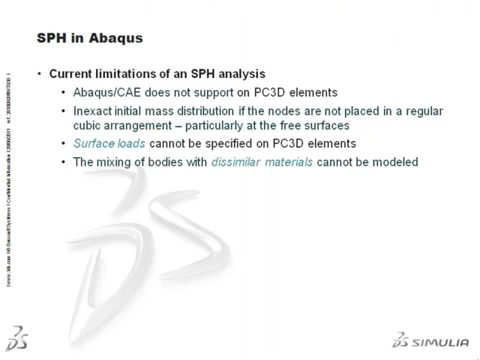 SPH in Abaqus
• Current limitations of an SPH analysis
• Abaqus/CAE does not support on PC3D elements
• Inexact initial mass distribution if the nodes are not placed in a regular
cubic arrangement – particularly at the free surfaces
• Surface loads cannot be specified on PC3D elements
• The mixing of bodies with dissimilar materials cannot be modeled
SIMULIA